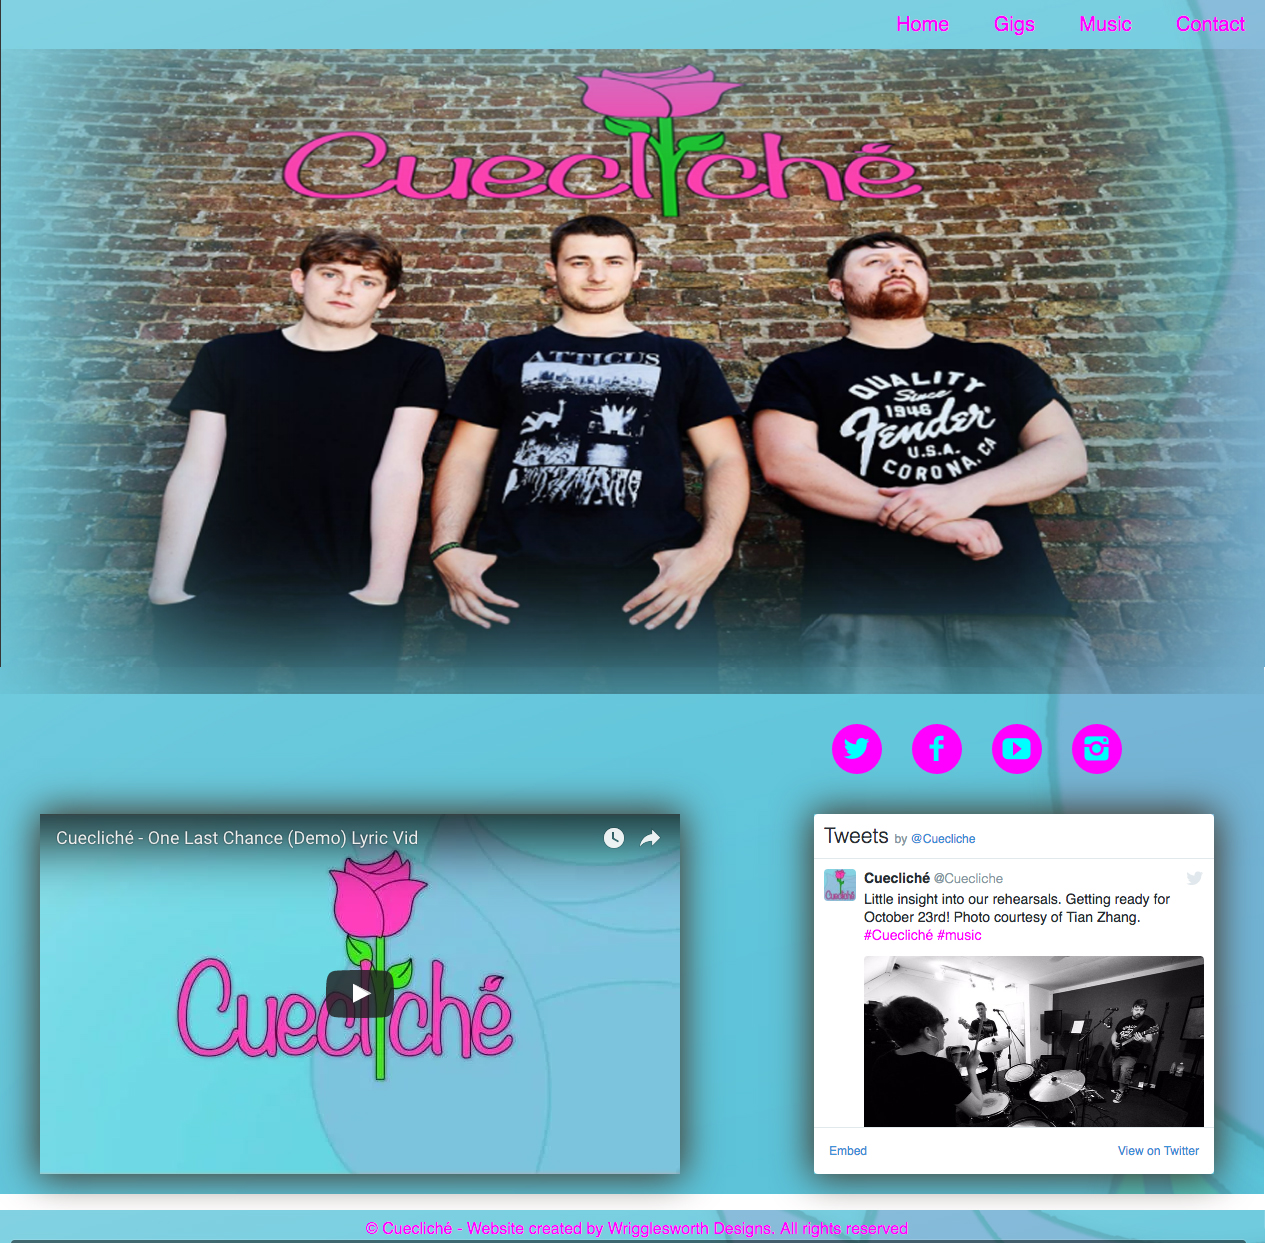 Home Gigs Music Contact
Cuecliché
ATTICUS
QUALITY
Since
1946
Fender
U.S.A.
CORONA, CA
Cuecliché - One Last Chance (Demo) Lyric Vid
Cuecliché
Tweets by @Cuecliche
Cuecliché
Cuecliché @Cuecliche
Little insight into our rehearsals. Getting ready for
October 23rd! Photo courtesy of Tian Zhang.
#Cuecliché #music
Embed View on Twitter
© Cuecliché - Website created by Wrigglesworth Designs. All rights reserved